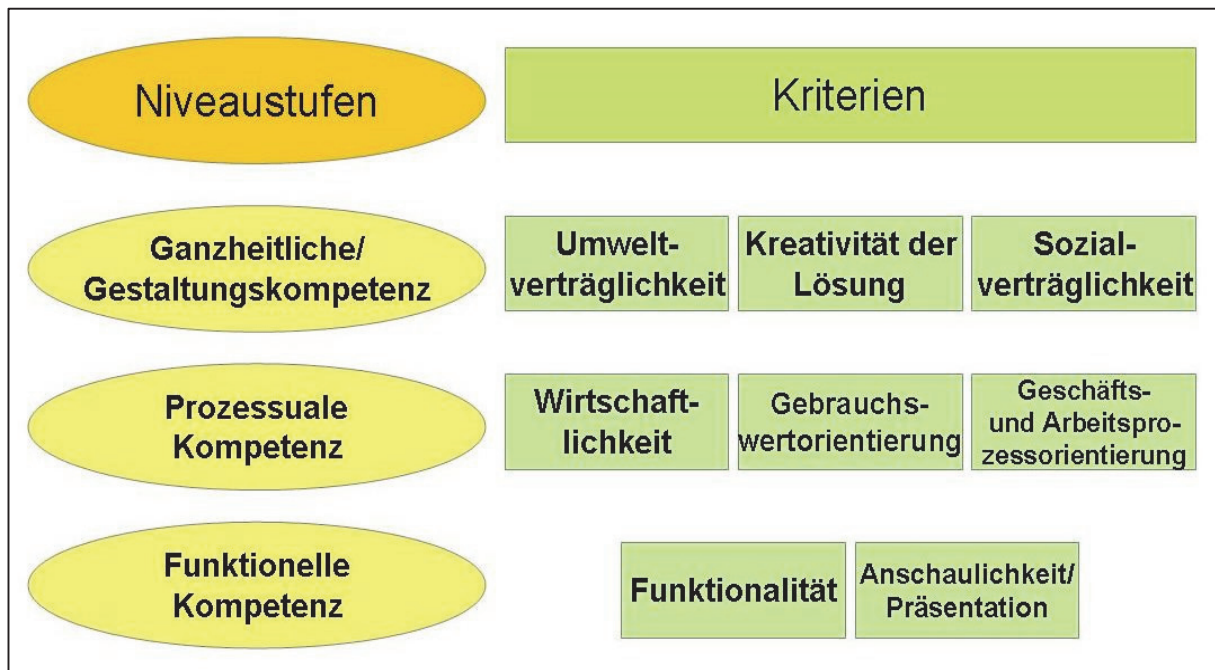 Niveaustufen
Kriterien
Ganzheitliche/
Gestaltungskompetenz
Umwelt-
verträglichkeit
Kreativität der
Lösung
Sozial-
verträglichkeit
Prozessuale
Kompetenz
Wirtschaft-
lichkeit
Gebrauchs-
wertorientierung
Geschäfts-
und Arbeitspro-
zessorientierung
Funktionelle
Kompetenz
Funktionalität
Anschaulichkeit/
Präsentation